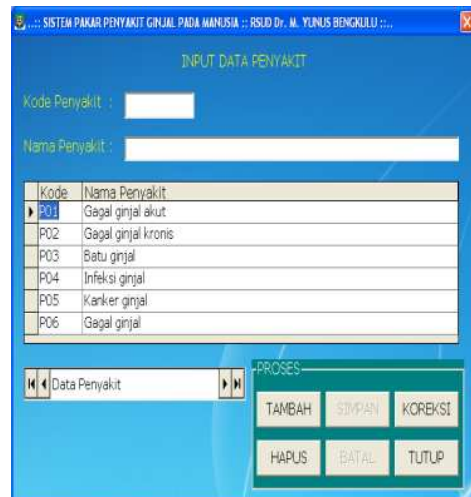 ..:: SISTEM PAKAR PENYAKIT GINJAL PADA MANUSIA :: RSUD Dr. M. YUNUS BENGKULU ::..
INPUT DATA PENYAKIT
Kode Penyakit :
Nama Penyakit :
Kode Nama Penyakit
P01 Gagal ginjal akut
P02 Gagal ginjal kronis
P03 Batu ginjal
P04 Infeksi ginjal
P05 Kanker ginjal
P06 Gagal ginjal
Data Penyakit
PROSES
TAMBAH SIMPAN KOREKSI
HAPUS BATAL TUTUP